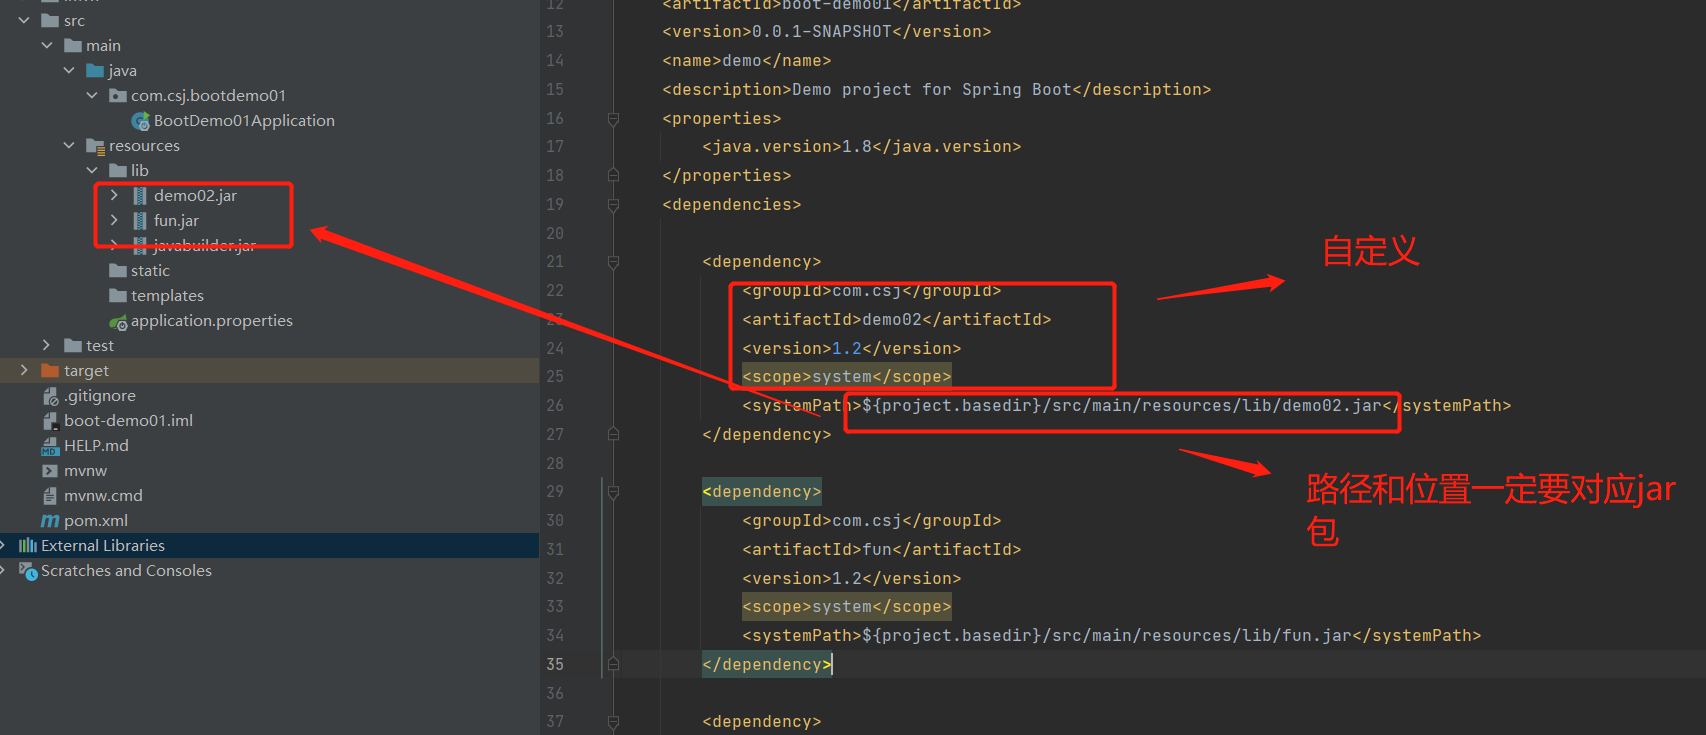 src
main
java
com.csj.bootdemo01
BootDemo01Application
resources
lib
demo02.jar
fun.jar
javabuilder.jar
static
templates
application.properties
test
target
.gitignore
boot-demo01.iml
HELP.md
mvnw
mvnw.cmd
pom.xml
External Libraries
Scratches and Consoles
12 <artifactId>boot-demo01</artifactId>
13 <version>0.0.1-SNAPSHOT</version>
14 <name>demo</name>
15 <description>Demo project for Spring Boot</description>
16 <properties>
17 <java.version>1.8</java.version>
18 </properties>
19 <dependencies>
20
21 <dependency>
22 <groupId>com.csj</groupId>
23 <artifactId>demo02</artifactId>
24 <version>1.2</version>
25 <scope>system</scope>
26 <systemPath>${project.basedir}/src/main/resources/lib/demo02.jar</systemPath>
27 </dependency>
28
29 <dependency>
30 <groupId>com.csj</groupId>
31 <artifactId>fun</artifactId>
32 <version>1.2</version>
33 <scope>system</scope>
34 <systemPath>${project.basedir}/src/main/resources/lib/fun.jar</systemPath>
35 </dependency>
36
37 <dependency>
自定义
路径和位置一定要对应jar
包